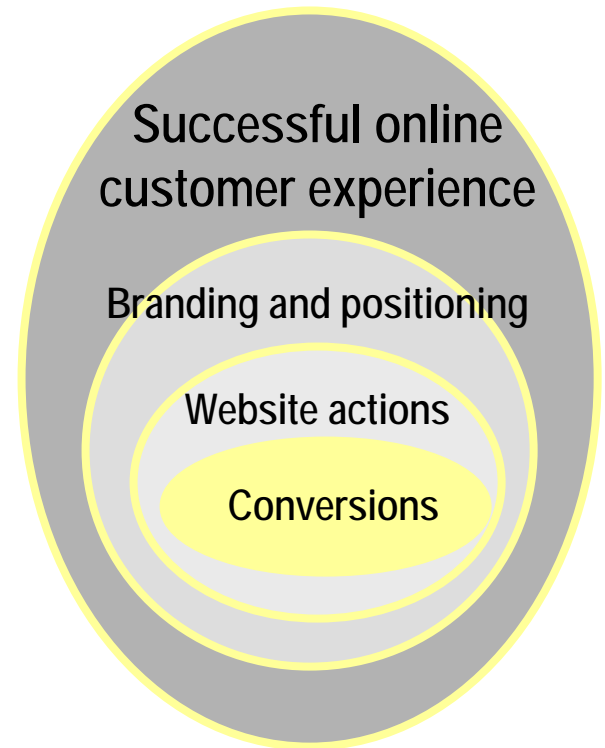 Successful online
customer experience
Branding and positioning
Website actions
Conversions